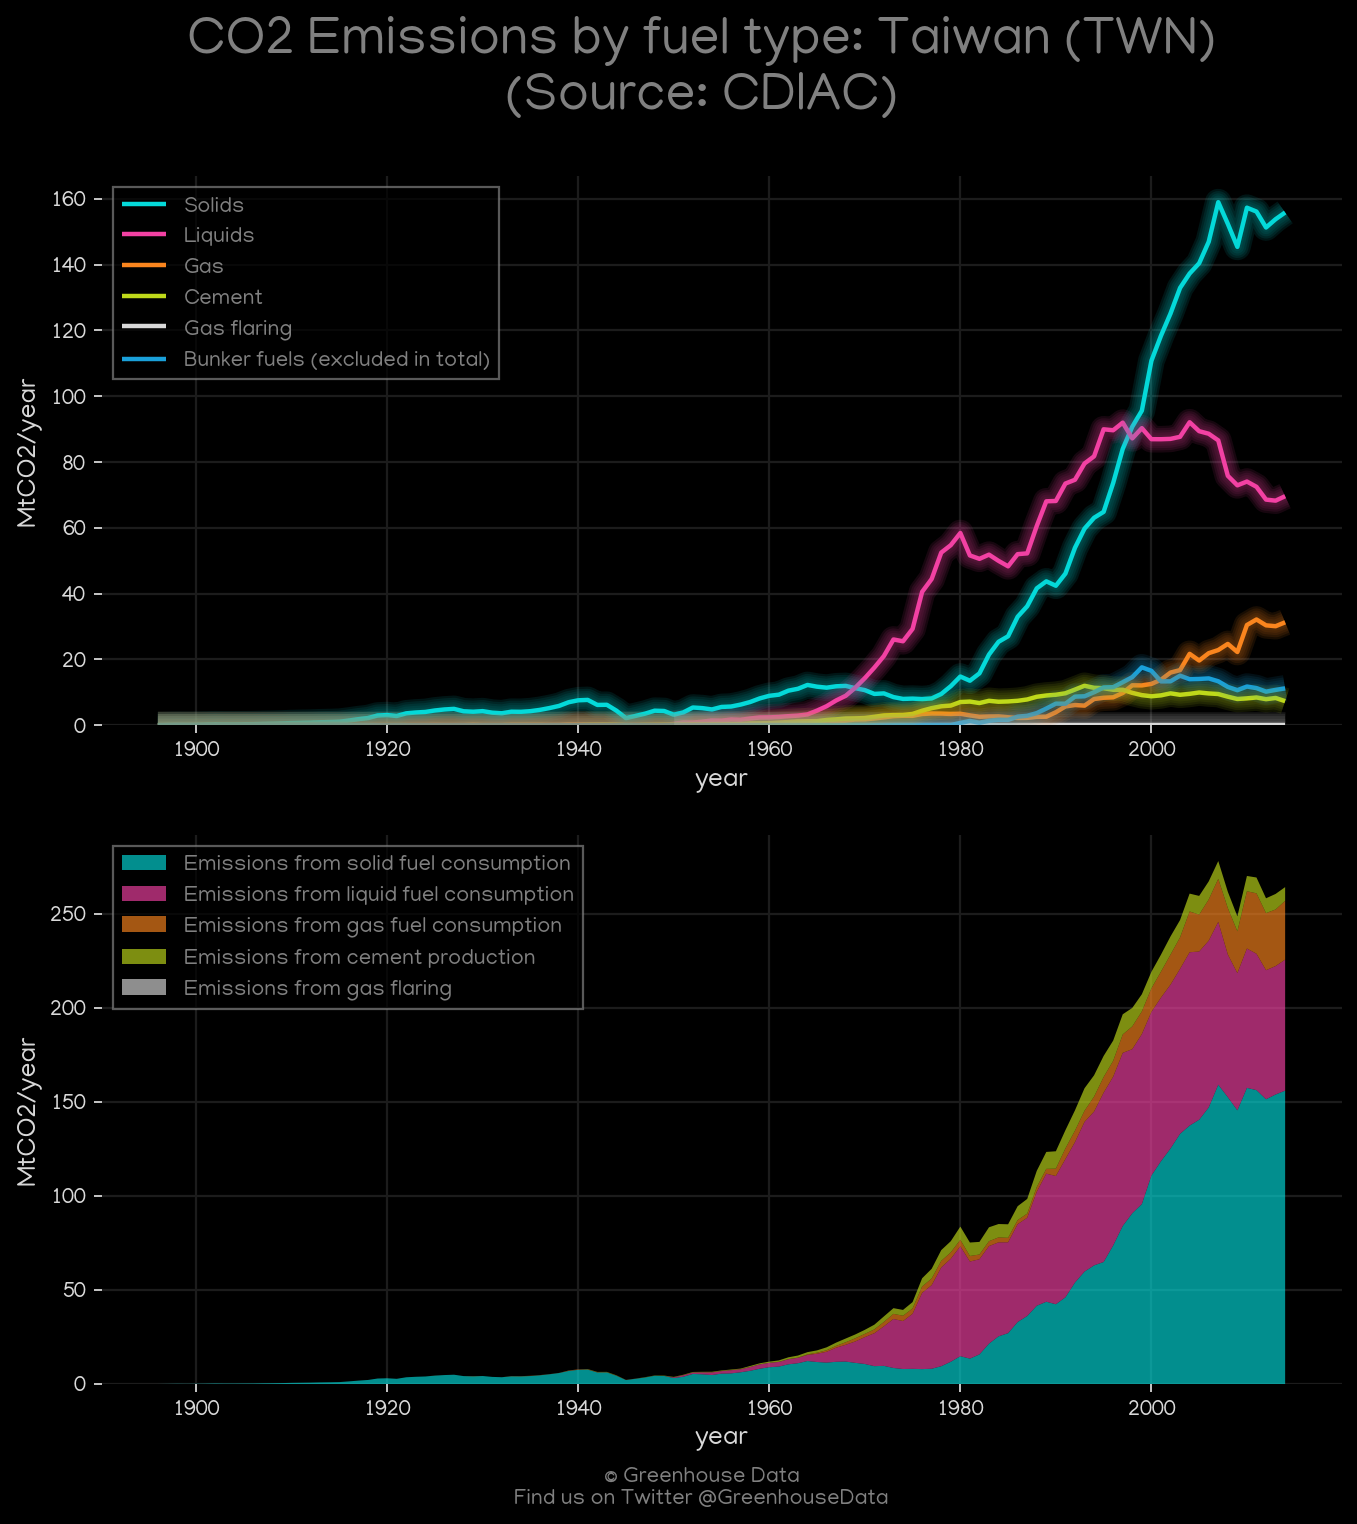 CO2 Emissions by fuel type: Taiwan (TWN)
(Source: CDIAC)
160
140
120
100
80
60
40
20
0
MtCO2/year
Solids
Liquids
Gas
Cement
Gas flaring
Bunker fuels (excluded in total)
1900 1920 1940 1960 1980 2000
year
250
200
150
100
50
0
MtCO2/year
Emissions from solid fuel consumption
Emissions from liquid fuel consumption
Emissions from gas fuel consumption
Emissions from cement production
Emissions from gas flaring
1900 1920 1940 1960 1980 2000
year
© Greenhouse Data
Find us on Twitter @GreenhouseData